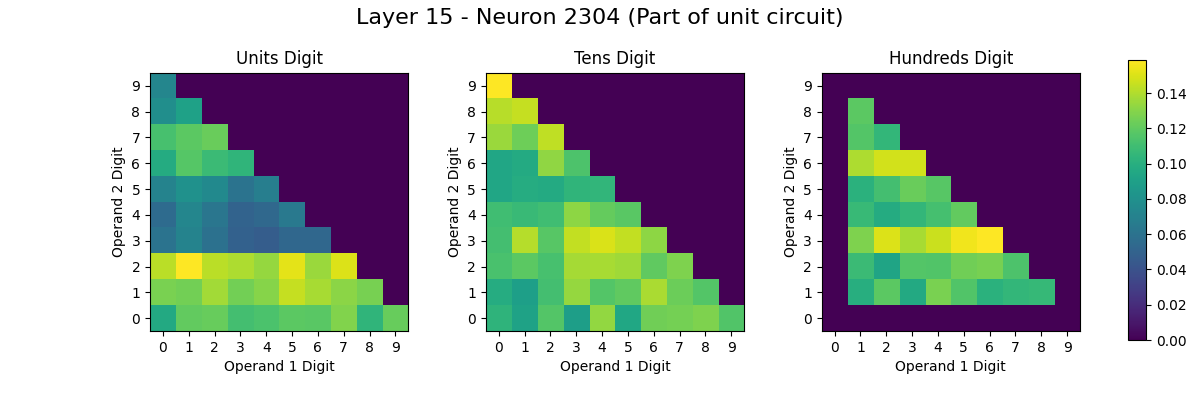 Layer 15 - Neuron 2304 (Part of unit circuit)
Units Digit
Tens Digit
Hundreds Digit
Operand 2 Digit
9
8
7
6
5
4
3
2
1
0
0 1 2 3 4 5 6 7 8 9
Operand 1 Digit
Operand 2 Digit
9
8
7
6
5
4
3
2
1
0
0 1 2 3 4 5 6 7 8 9
Operand 1 Digit
Operand 2 Digit
9
8
7
6
5
4
3
2
1
0
0 1 2 3 4 5 6 7 8 9
Operand 1 Digit
0.14
0.12
0.10
0.08
0.06
0.04
0.02
0.00